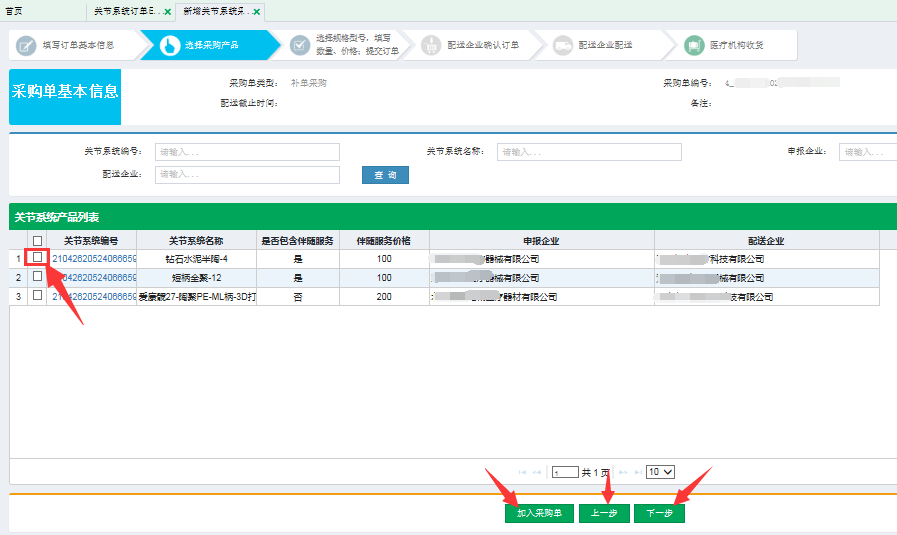 首页 关节系统订单E... 新增关节系统采...
填写订单基本信息 选择采购产品 选择规格型号，填写数量、价格；提交订单 配送企业确认订单 配送企业配送 医疗机构收货
采购单基本信息
采购单类型： 补单采购 采购单编号：
配送截止时间： 备注：
关节系统编号： 请输入... 关节系统名称： 请输入... 申报企业： 请输入...
配送企业： 请输入... 查 询
关节系统产品列表
关节系统编号 关节系统名称 是否包含伴随服务 伴随服务价格 申报企业 配送企业
1 21042620524066659 钻石水泥半陶-4 是 100 器械有限公司 科技有限公司
2 21042620524066659 短柄全聚-12 是 100 器械有限公司 械有限公司
3 21042620524066659 爱康髋27-陶聚PE-ML柄-3D打 否 200 医疗器材有限公司 技有限公司
1 共 1 页 10
加入采购单 上一步 下一步